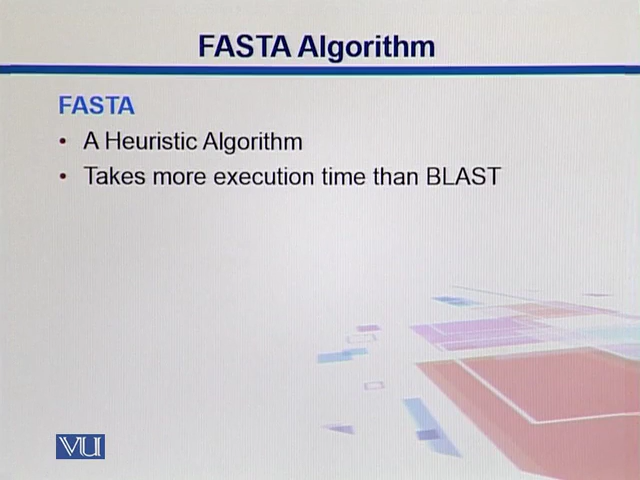 FASTA Algorithm
FASTA
• A Heuristic Algorithm
• Takes more execution time than BLAST
VU